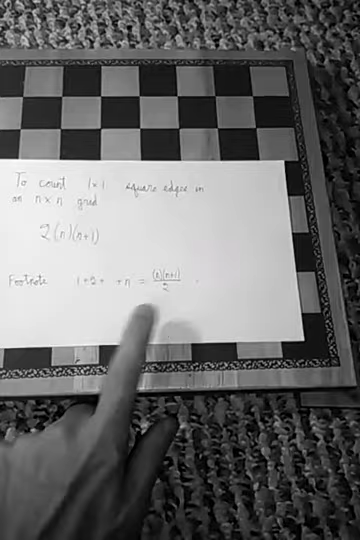 To count 1×1 square edges in
an n×n grid
2(n)(n+1)
Footnote 1+2+ +n = (n)(n+1)/2